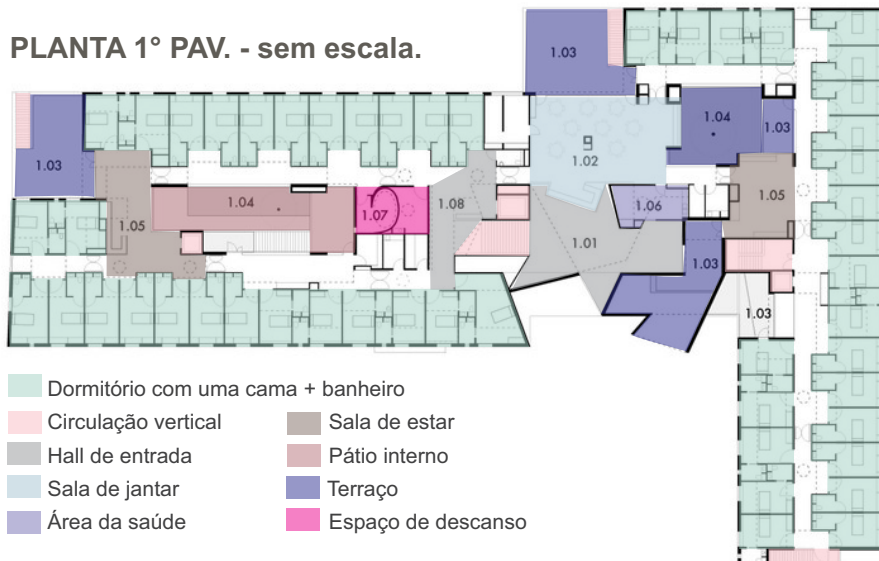 PLANTA 1° PAV. - sem escala.
1.03
1.03
1.04
1.03
1.02
1.04
1.05
1.07
1.08
1.06
1.05
1.01
1.03
1.03
Dormitório com uma cama + banheiro
Circulação vertical
Sala de estar
Hall de entrada
Pátio interno
Sala de jantar
Terraço
Área da saúde
Espaço de descanso